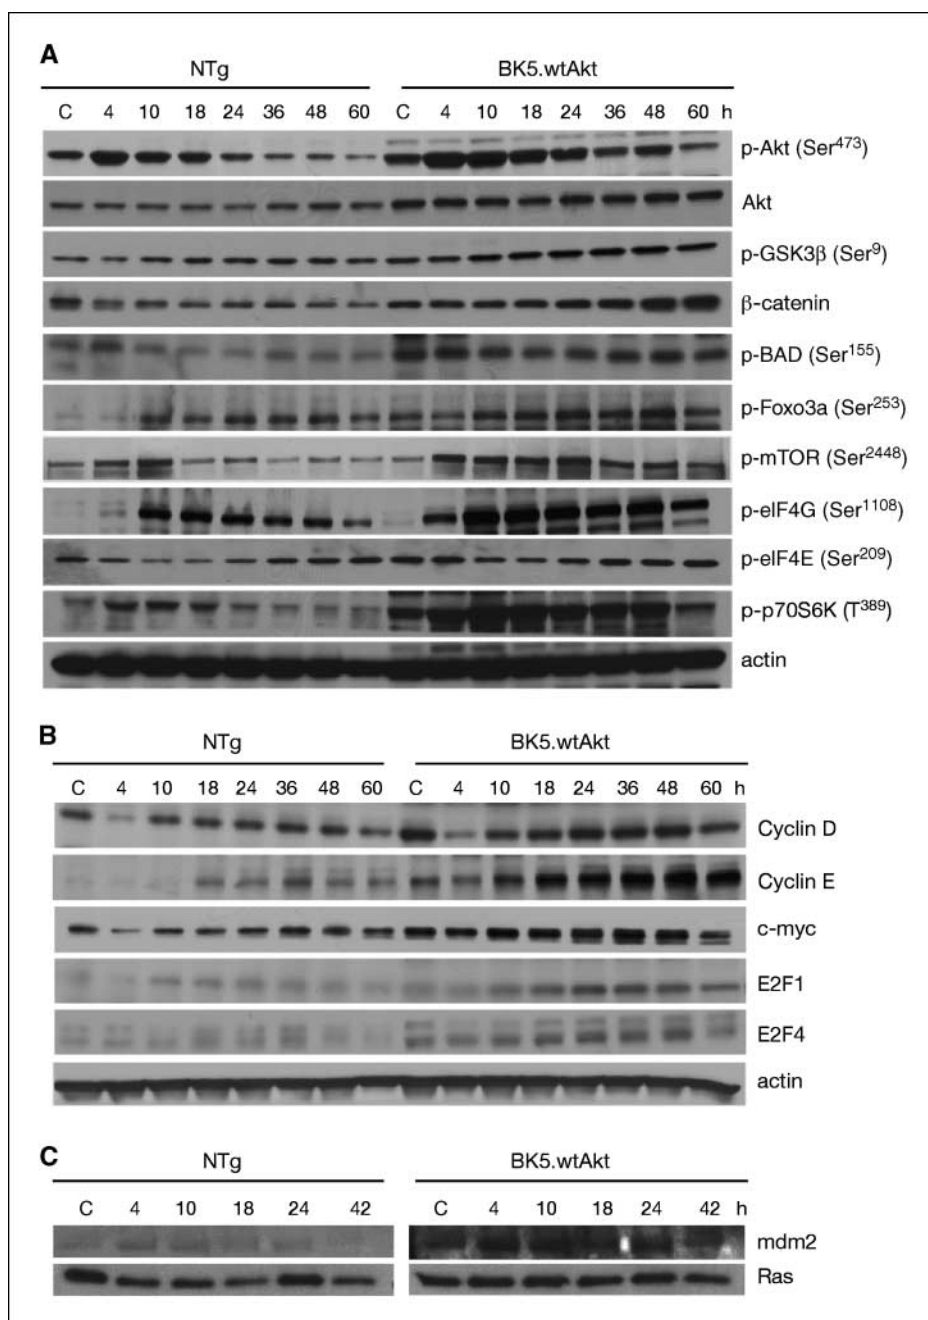 A
NTg BK5.wtAkt
C 4 10 18 24 36 48 60 C 4 10 18 24 36 48 60 h
p-Akt (Ser473)
Akt
p-GSK3β (Ser9)
β-catenin
p-BAD (Ser155)
p-Foxo3a (Ser253)
p-mTOR (Ser2448)
p-eIF4G (Ser1108)
p-eIF4E (Ser209)
p-p70S6K (T389)
actin
B
NTg BK5.wtAkt
C 4 10 18 24 36 48 60 C 4 10 18 24 36 48 60 h
Cyclin D
Cyclin E
c-myc
E2F1
E2F4
actin
C
NTg BK5.wtAkt
C 4 10 18 24 42 C 4 10 18 24 42 h
mdm2
Ras